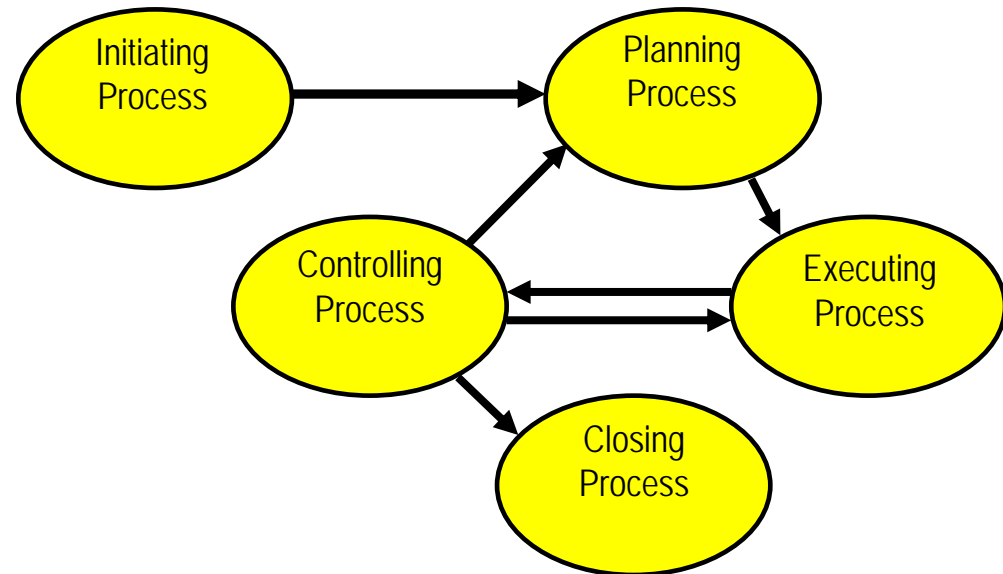 Initiating
Process
Planning
Process
Controlling
Process
Executing
Process
Closing
Process